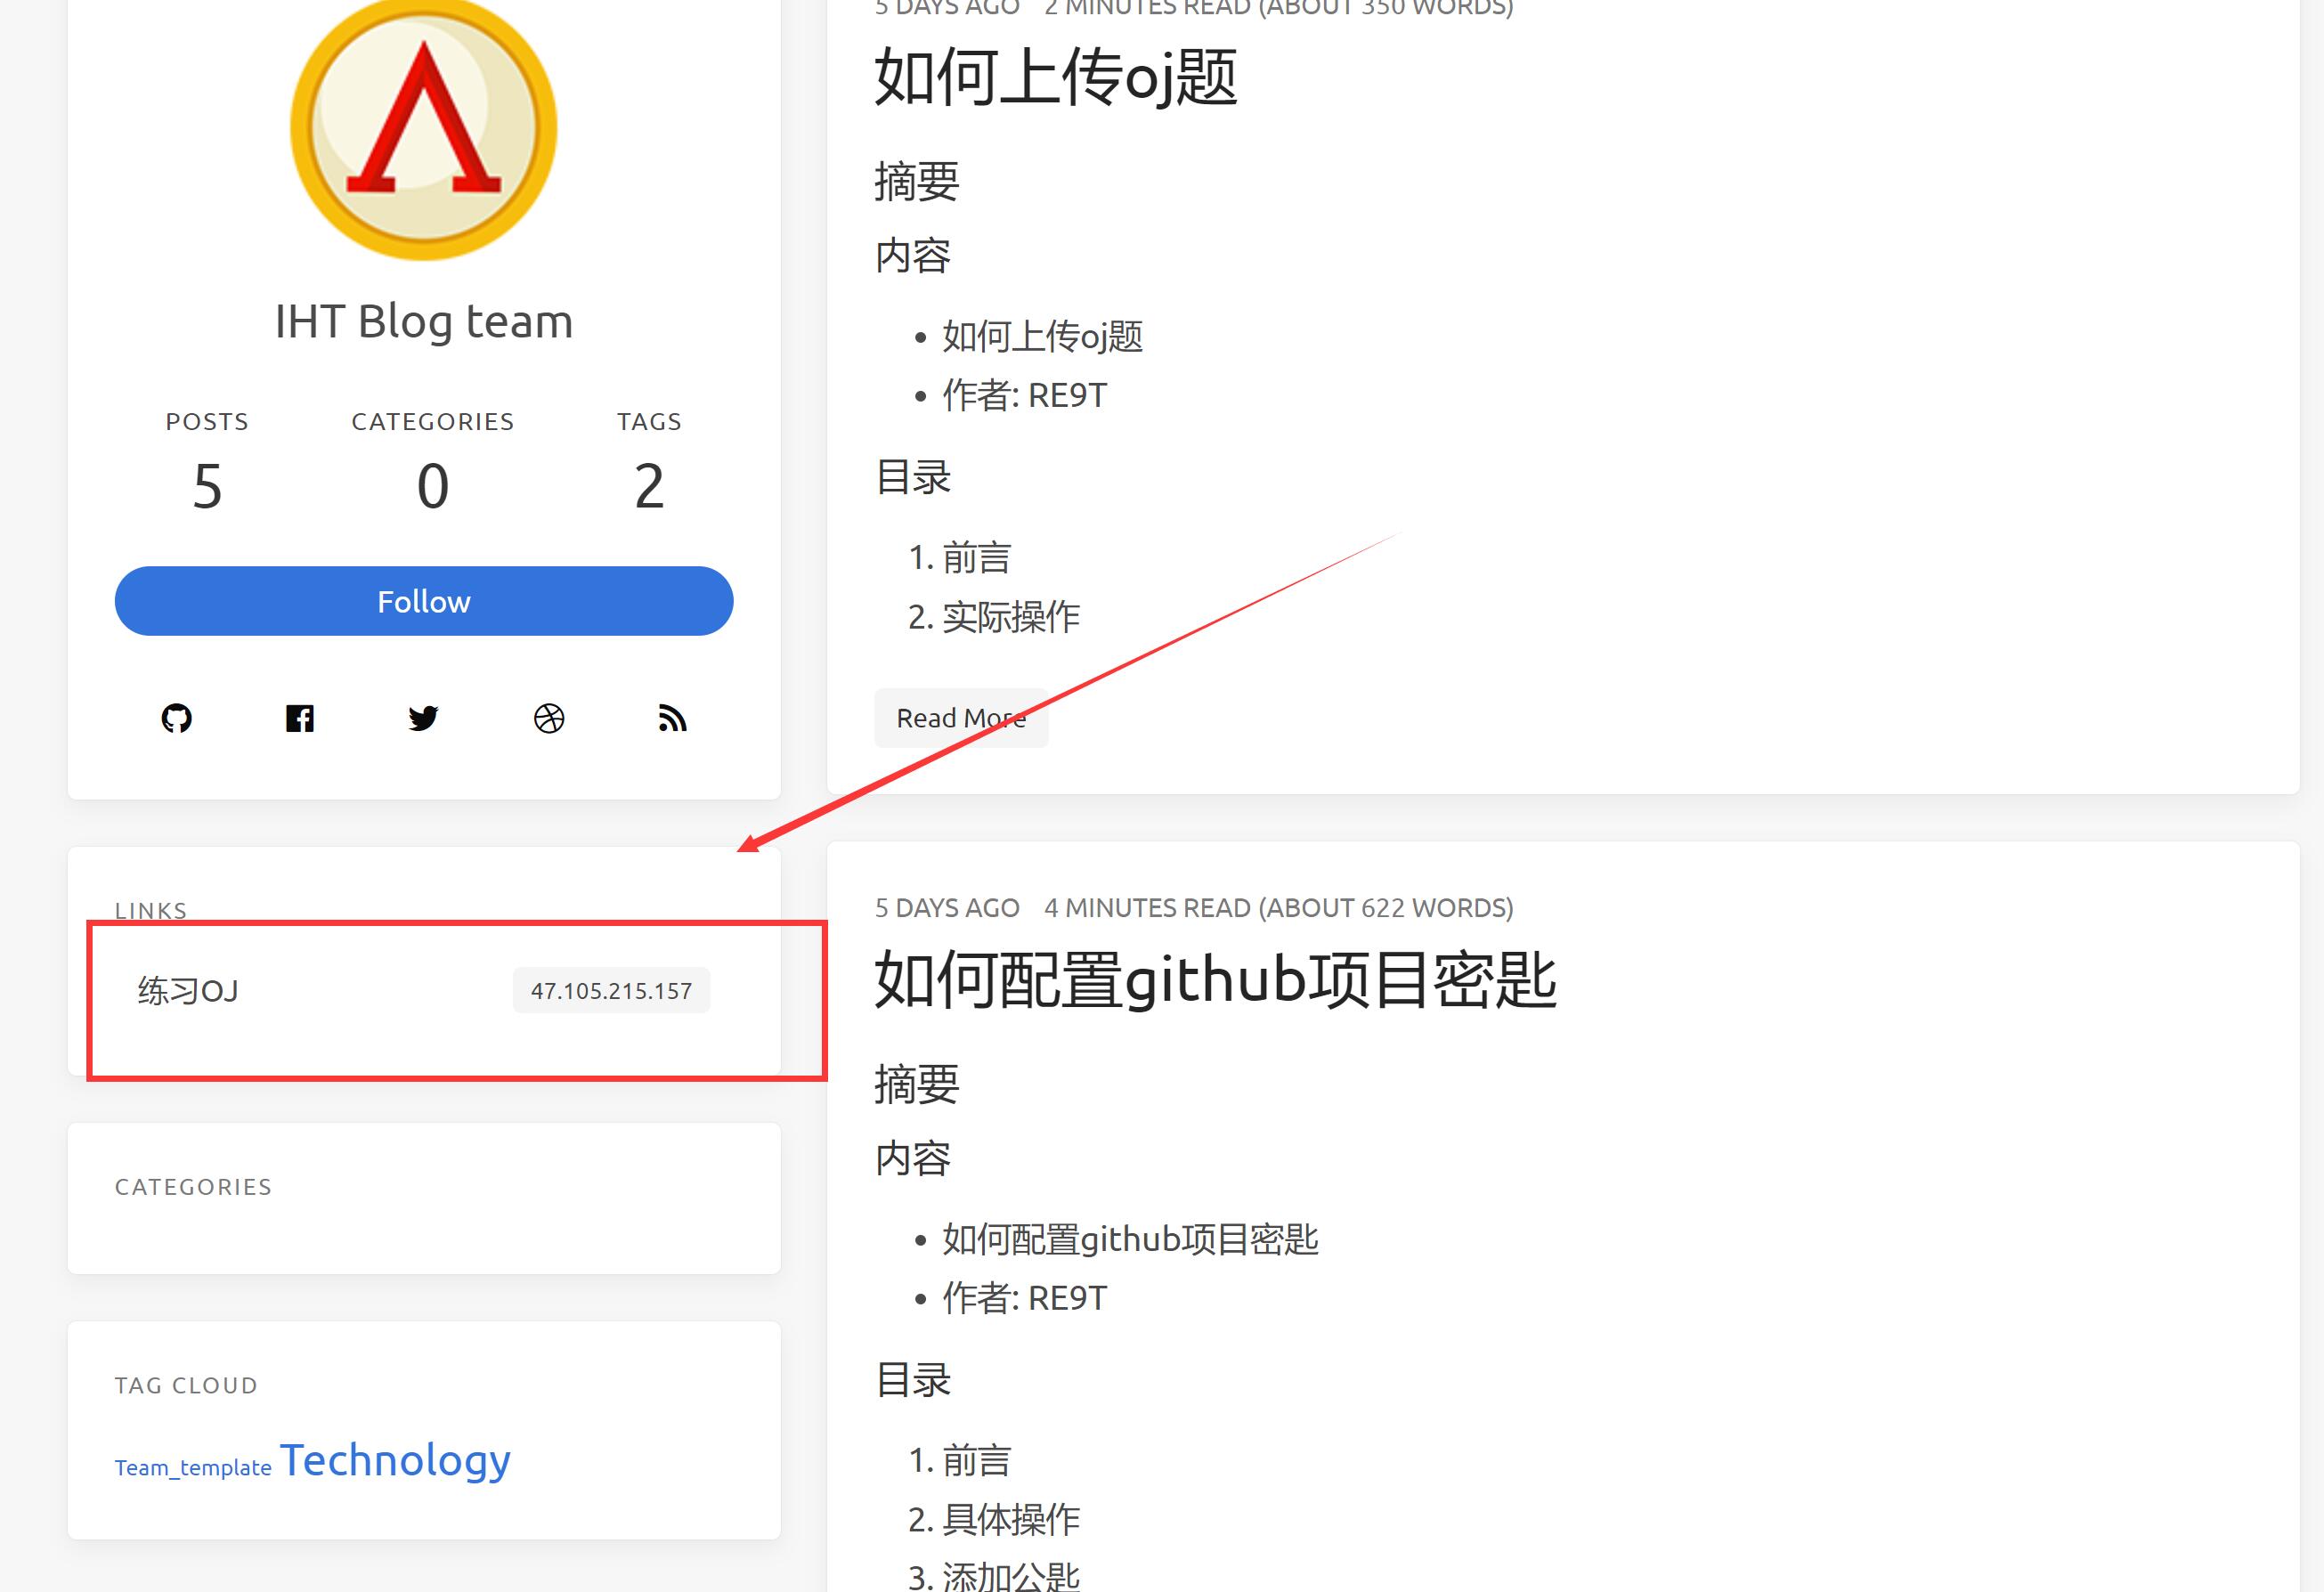 IHT Blog team
POSTS CATEGORIES TAGS
5 0 2
Follow
LINKS
练习OJ 47.105.215.157
CATEGORIES
TAG CLOUD
Team_template Technology
5 DAYS AGO 2 MINUTES READ (ABOUT 350 WORDS)
如何上传oj题
摘要
内容
• 如何上传oj题
• 作者: RE9T
目录
1. 前言
2. 实际操作
Read More
5 DAYS AGO 4 MINUTES READ (ABOUT 622 WORDS)
如何配置github项目密匙
摘要
内容
• 如何配置github项目密匙
• 作者: RE9T
目录
1. 前言
2. 具体操作
3. 添加公匙